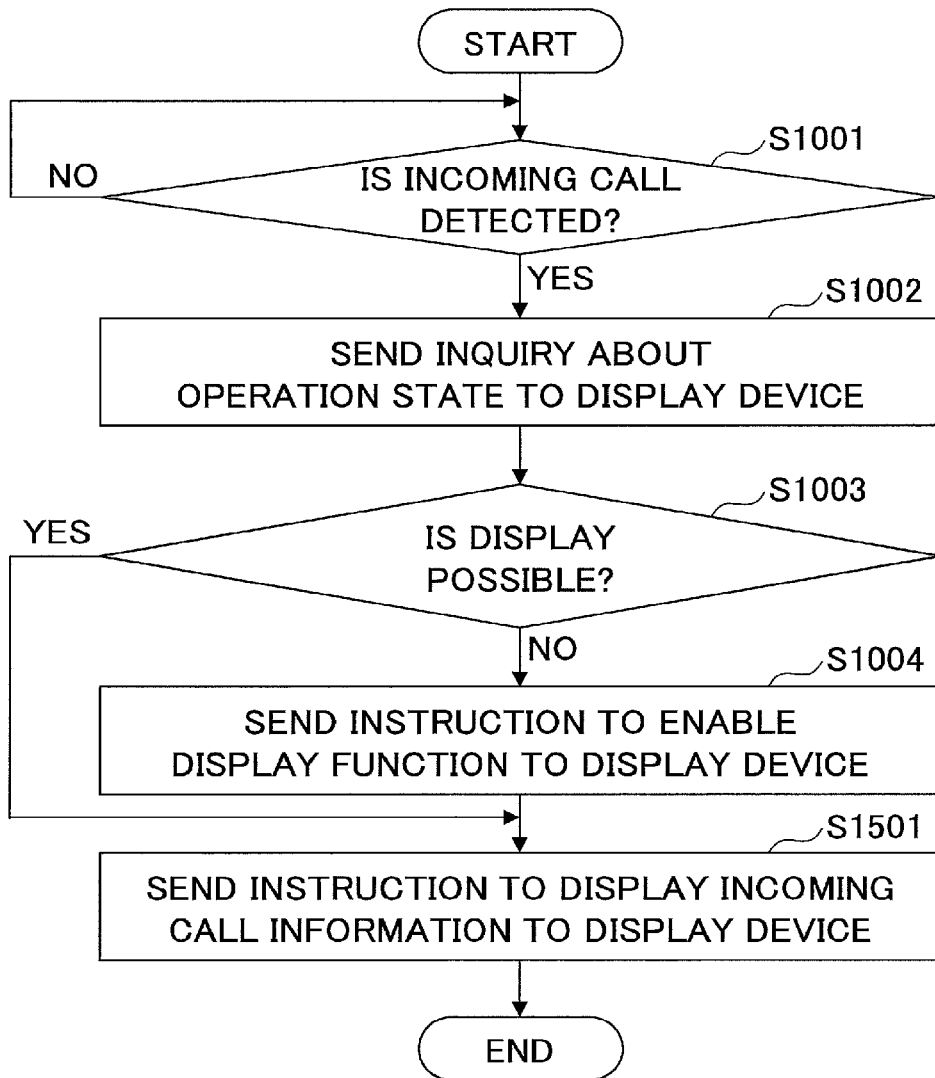 START
S1001
NO
IS INCOMING CALL
DETECTED?
YES
S1002
SEND INQUIRY ABOUT
OPERATION STATE TO DISPLAY DEVICE
S1003
YES
IS DISPLAY
POSSIBLE?
NO
S1004
SEND INSTRUCTION TO ENABLE
DISPLAY FUNCTION TO DISPLAY DEVICE
S1501
SEND INSTRUCTION TO DISPLAY INCOMING
CALL INFORMATION TO DISPLAY DEVICE
END